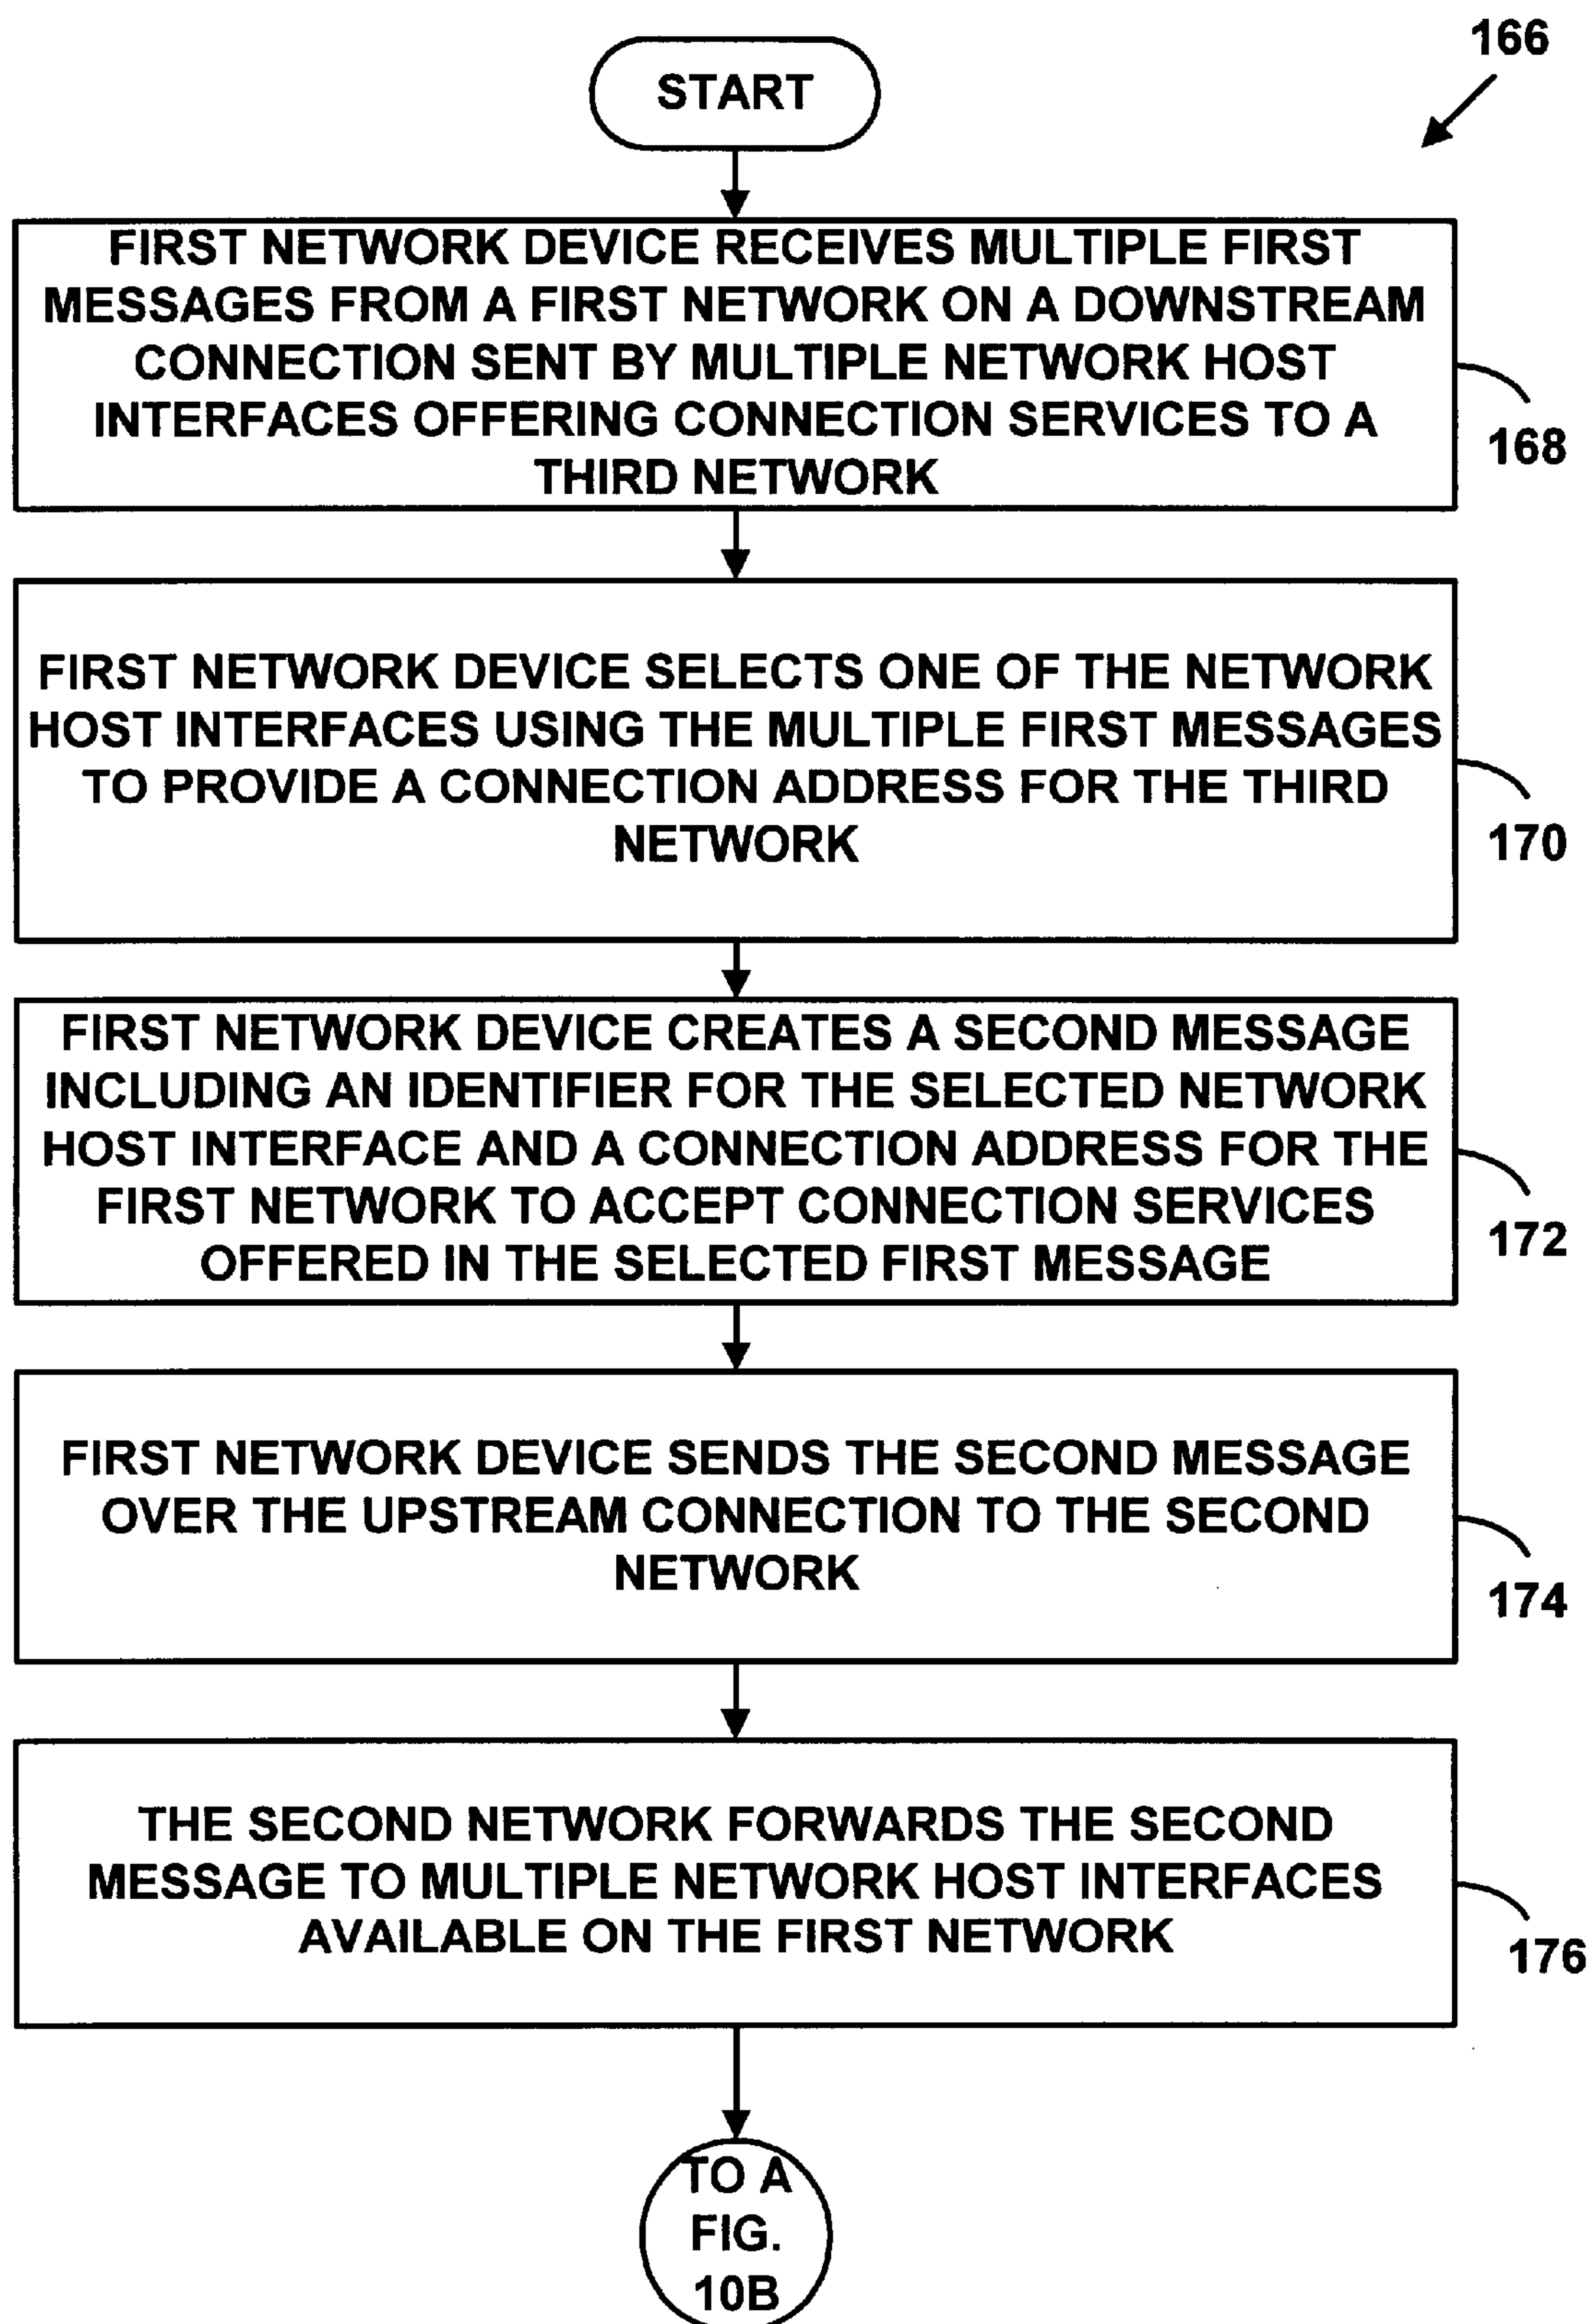 166
START
FIRST NETWORK DEVICE RECEIVES MULTIPLE FIRST
MESSAGES FROM A FIRST NETWORK ON A DOWNSTREAM
CONNECTION SENT BY MULTIPLE NETWORK HOST
INTERFACES OFFERING CONNECTION SERVICES TO A
THIRD NETWORK
168
FIRST NETWORK DEVICE SELECTS ONE OF THE NETWORK
HOST INTERFACES USING THE MULTIPLE FIRST MESSAGES
TO PROVIDE A CONNECTION ADDRESS FOR THE THIRD
NETWORK
170
FIRST NETWORK DEVICE CREATES A SECOND MESSAGE
INCLUDING AN IDENTIFIER FOR THE SELECTED NETWORK
HOST INTERFACE AND A CONNECTION ADDRESS FOR THE
FIRST NETWORK TO ACCEPT CONNECTION SERVICES
OFFERED IN THE SELECTED FIRST MESSAGE
172
FIRST NETWORK DEVICE SENDS THE SECOND MESSAGE
OVER THE UPSTREAM CONNECTION TO THE SECOND
NETWORK
174
THE SECOND NETWORK FORWARDS THE SECOND
MESSAGE TO MULTIPLE NETWORK HOST INTERFACES
AVAILABLE ON THE FIRST NETWORK
176
TO A
FIG.
10B